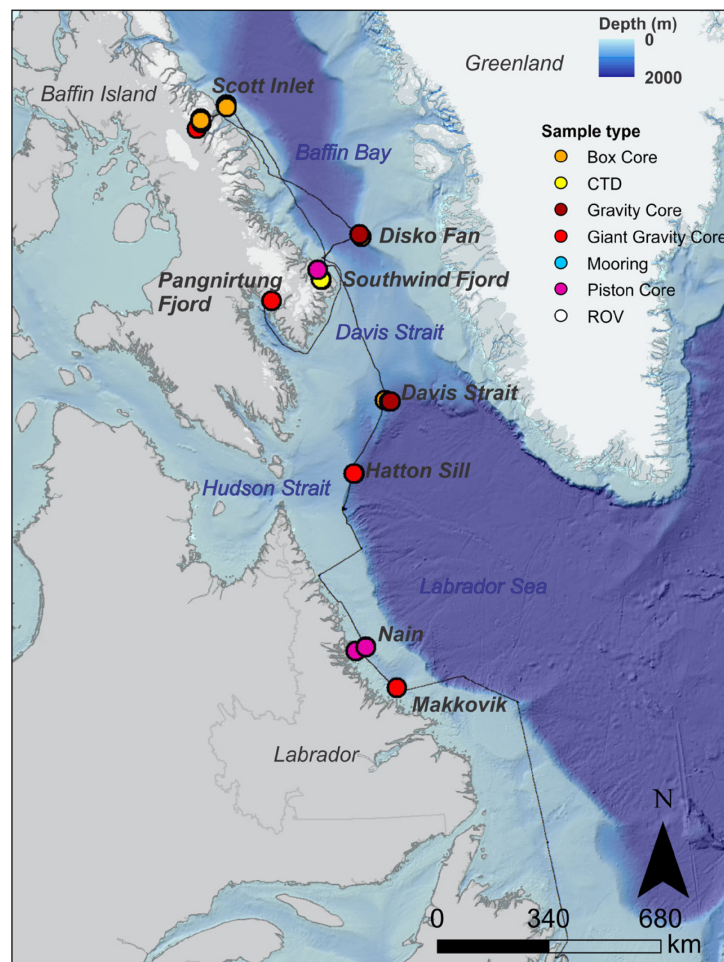 Depth (m)
0
2000
Greenland
Scott Inlet
Baffin Island
Sample type
Box Core
CTD
Gravity Core
Giant Gravity Core
Mooring
Piston Core
ROV
Baffin Bay
Disko Fan
Pangnirtung
Fjord
Southwind Fjord
Davis Strait
Davis Strait
Hatton Sill
Hudson Strait
Labrador Sea
Nain
Makkovik
Labrador
N
0 340 680
km